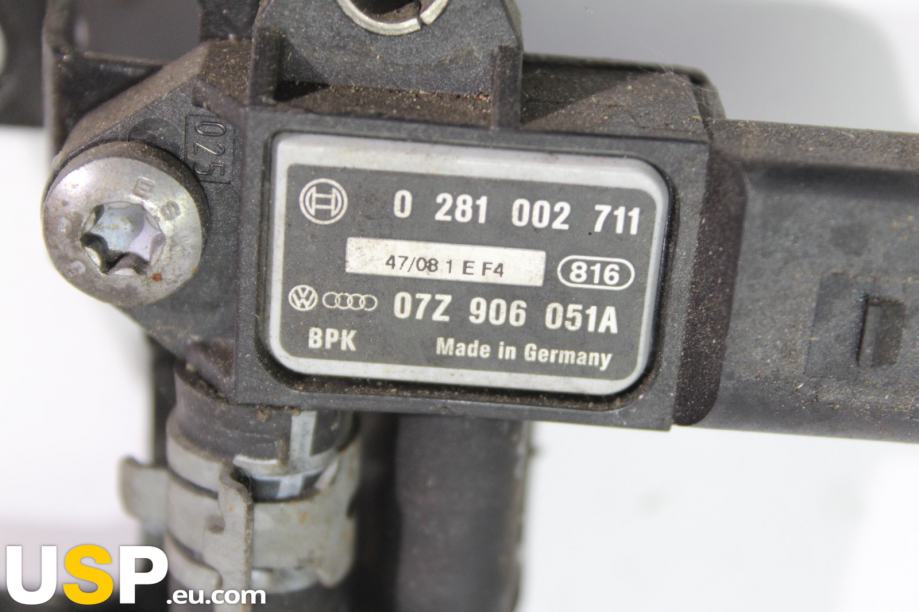 025
0 281 002 711
47/08 1 E F4
816
07Z 906 051A
BPK
Made in Germany
USP.eu.com